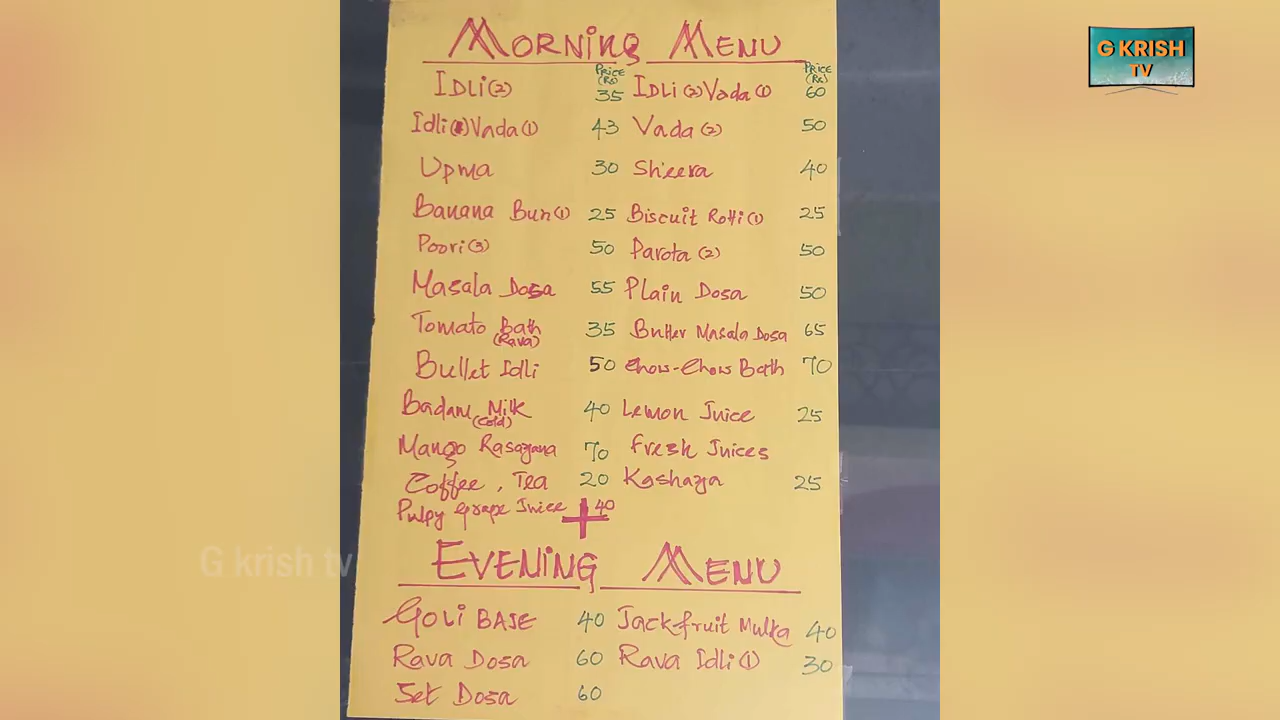 G KRISH
TV
MORNING MENU
PRICE (Rs) PRICE (Rs)
IDLi (2) 35 IDLi (2) Vada (1) 60
Idli (1) Vada (1) 43 Vada (2) 50
Upma 30 Sheera 40
Banana Bun (1) 25 Biscuit Rotti (1) 25
Poori (3) 50 Parota (2) 50
Masala Dosa 55 Plain Dosa 50
Tomato Bath (Rava) 35 Butter Masala Dosa 65
Bullet Idli 50 Chow-Chow Bath 70
Badam Milk (Cold) 40 Lemon Juice 25
Mango Rasayana 70 Fresh Juices
Coffee, Tea 20 Kashaya 25
Pulpy Grape Juice 40
EVENING MENU
GOLI BAJE 40 Jackfruit Mulka 40
Rava Dosa 60 Rava Idli (1) 30
Set Dosa 60
G krish tv